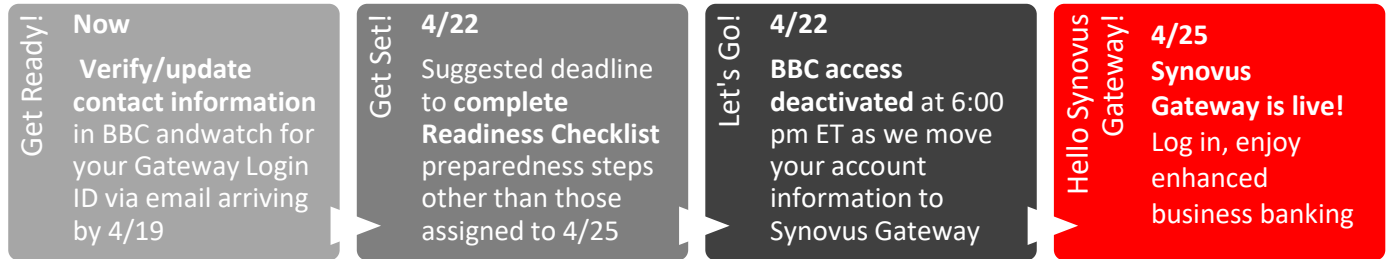 Get Ready!
Now
Verify/update
contact information
in BBC andwatch for
your Gateway Login
ID via email arriving
by 4/19
Get Set!
4/22
Suggested deadline
to complete
Readiness Checklist
preparedness steps
other than those
assigned to 4/25
Let's Go!
4/22
BBC access
deactivated at 6:00
pm ET as we move
your account
information to
Synovus Gateway
Hello Synovus
Gateway!
4/25
Synovus
Gateway is live!
Log in, enjoy
enhanced
business banking